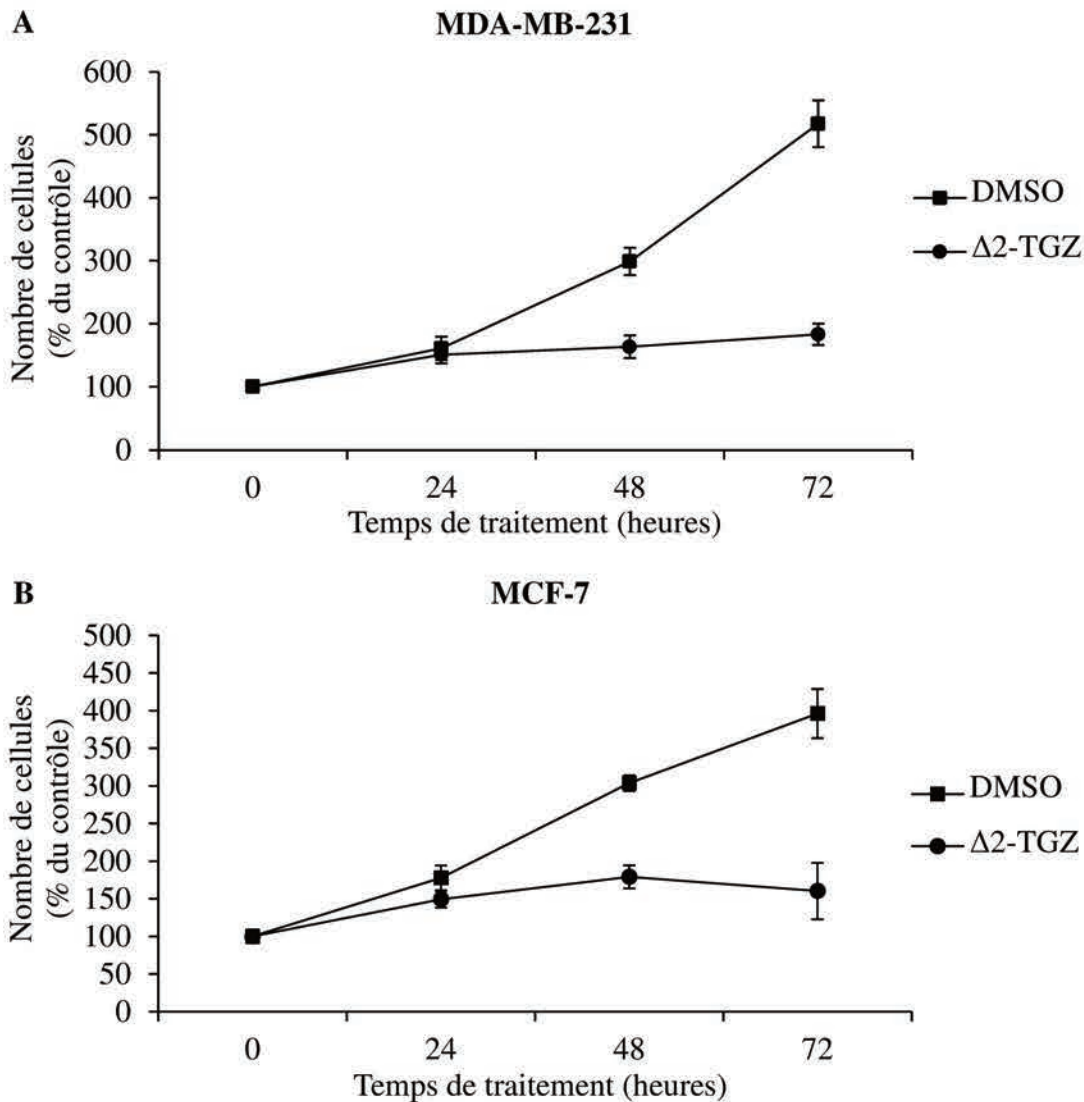 A
MDA-MB-231
600
500
400
300
200
100
0
Nombre de cellules
(% du contrôle)
0 24 48 72
Temps de traitement (heures)
DMSO
Δ2-TGZ
B
MCF-7
500
450
400
350
300
250
200
150
100
50
0
Nombre de cellules
(% du contrôle)
0 24 48 72
Temps de traitement (heures)
DMSO
Δ2-TGZ